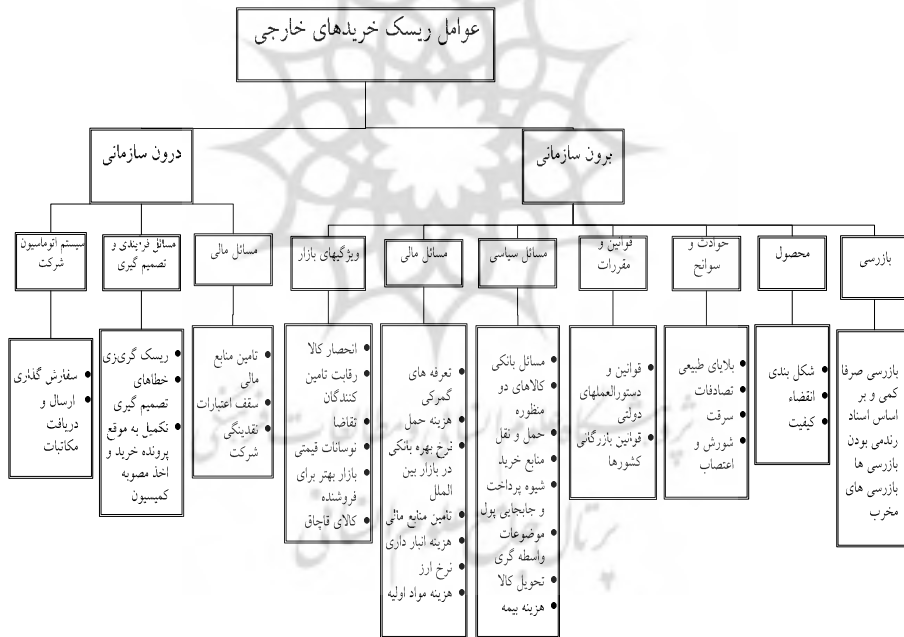 عوامل ریسک خریدهای خارجی
برون سازمانی
درون سازمانی
بازرسی
محصول
حوادث و
سوانح
قوانین و
مقررات
مسائل سیاسی
مسائل مالی
ویژگیهای بازار
مسائل مالی
مسائل فریندی و
تصمیم گیری
سیستم اتوماسیون
شرکت
بازرسی صرفا
کمی و بر
اساس اسناد
رندمی بودن
بازرسی ها
بازرسی های
مخرب
• شکل بندی
• انقضاء
• کیفیت
• بلایای طبیعی
• تصادفات
• سرقت
• شورش و
اعتصاب
• قوانین و
دستورالعملهای
دولتی
• قوانین بازرگانی
کشورها
• مسائل بانکی
• کالاهای دو
منظوره
• حمل و نقل
• منابع خرید
• شیوه پرداخت
و جابجایی پول
• موضوعات
واسطه گری
• تحویل کالا
• هزینه بیمه
• تعرفه های
گمرکی
• هزینه حمل
• نرخ بهره بانکی
در بازار بین
الملل
• تامین منابع مالی
• هزینه انبار داری
• نرخ ارز
• هزینه مواد اولیه
• انحصار کالا
• رقابت تامین
کنندگان
• تقاضا
• نوسانات قیمتی
• بازار بهتر برای
فروشنده
• کالای قاچاق
• تامین منابع
مالی
• سقف اعتبارات
• نقدینگی
شرکت
• ریسک گریزی
• خطاهای
تصمیم گیری
• تکمیل به موقع
پرونده خرید و
اخذ مصوبه
کمیسیون
• سفارش گذاری
• ارسال و
دریافت
مکاتبات